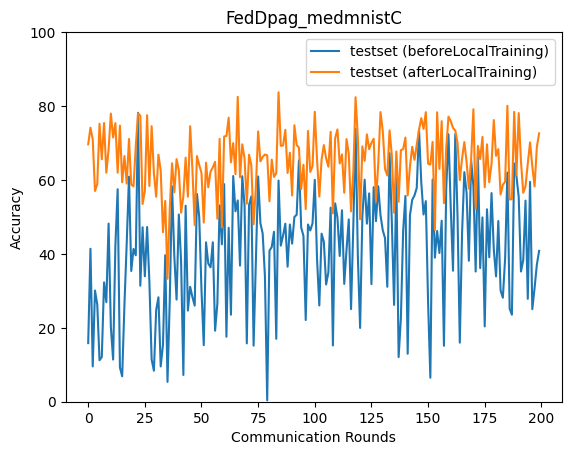 FedDpag_medmnistC
testset (beforeLocalTraining)
testset (afterLocalTraining)
Accuracy
100
80
60
40
20
0
0 25 50 75 100 125 150 175 200
Communication Rounds